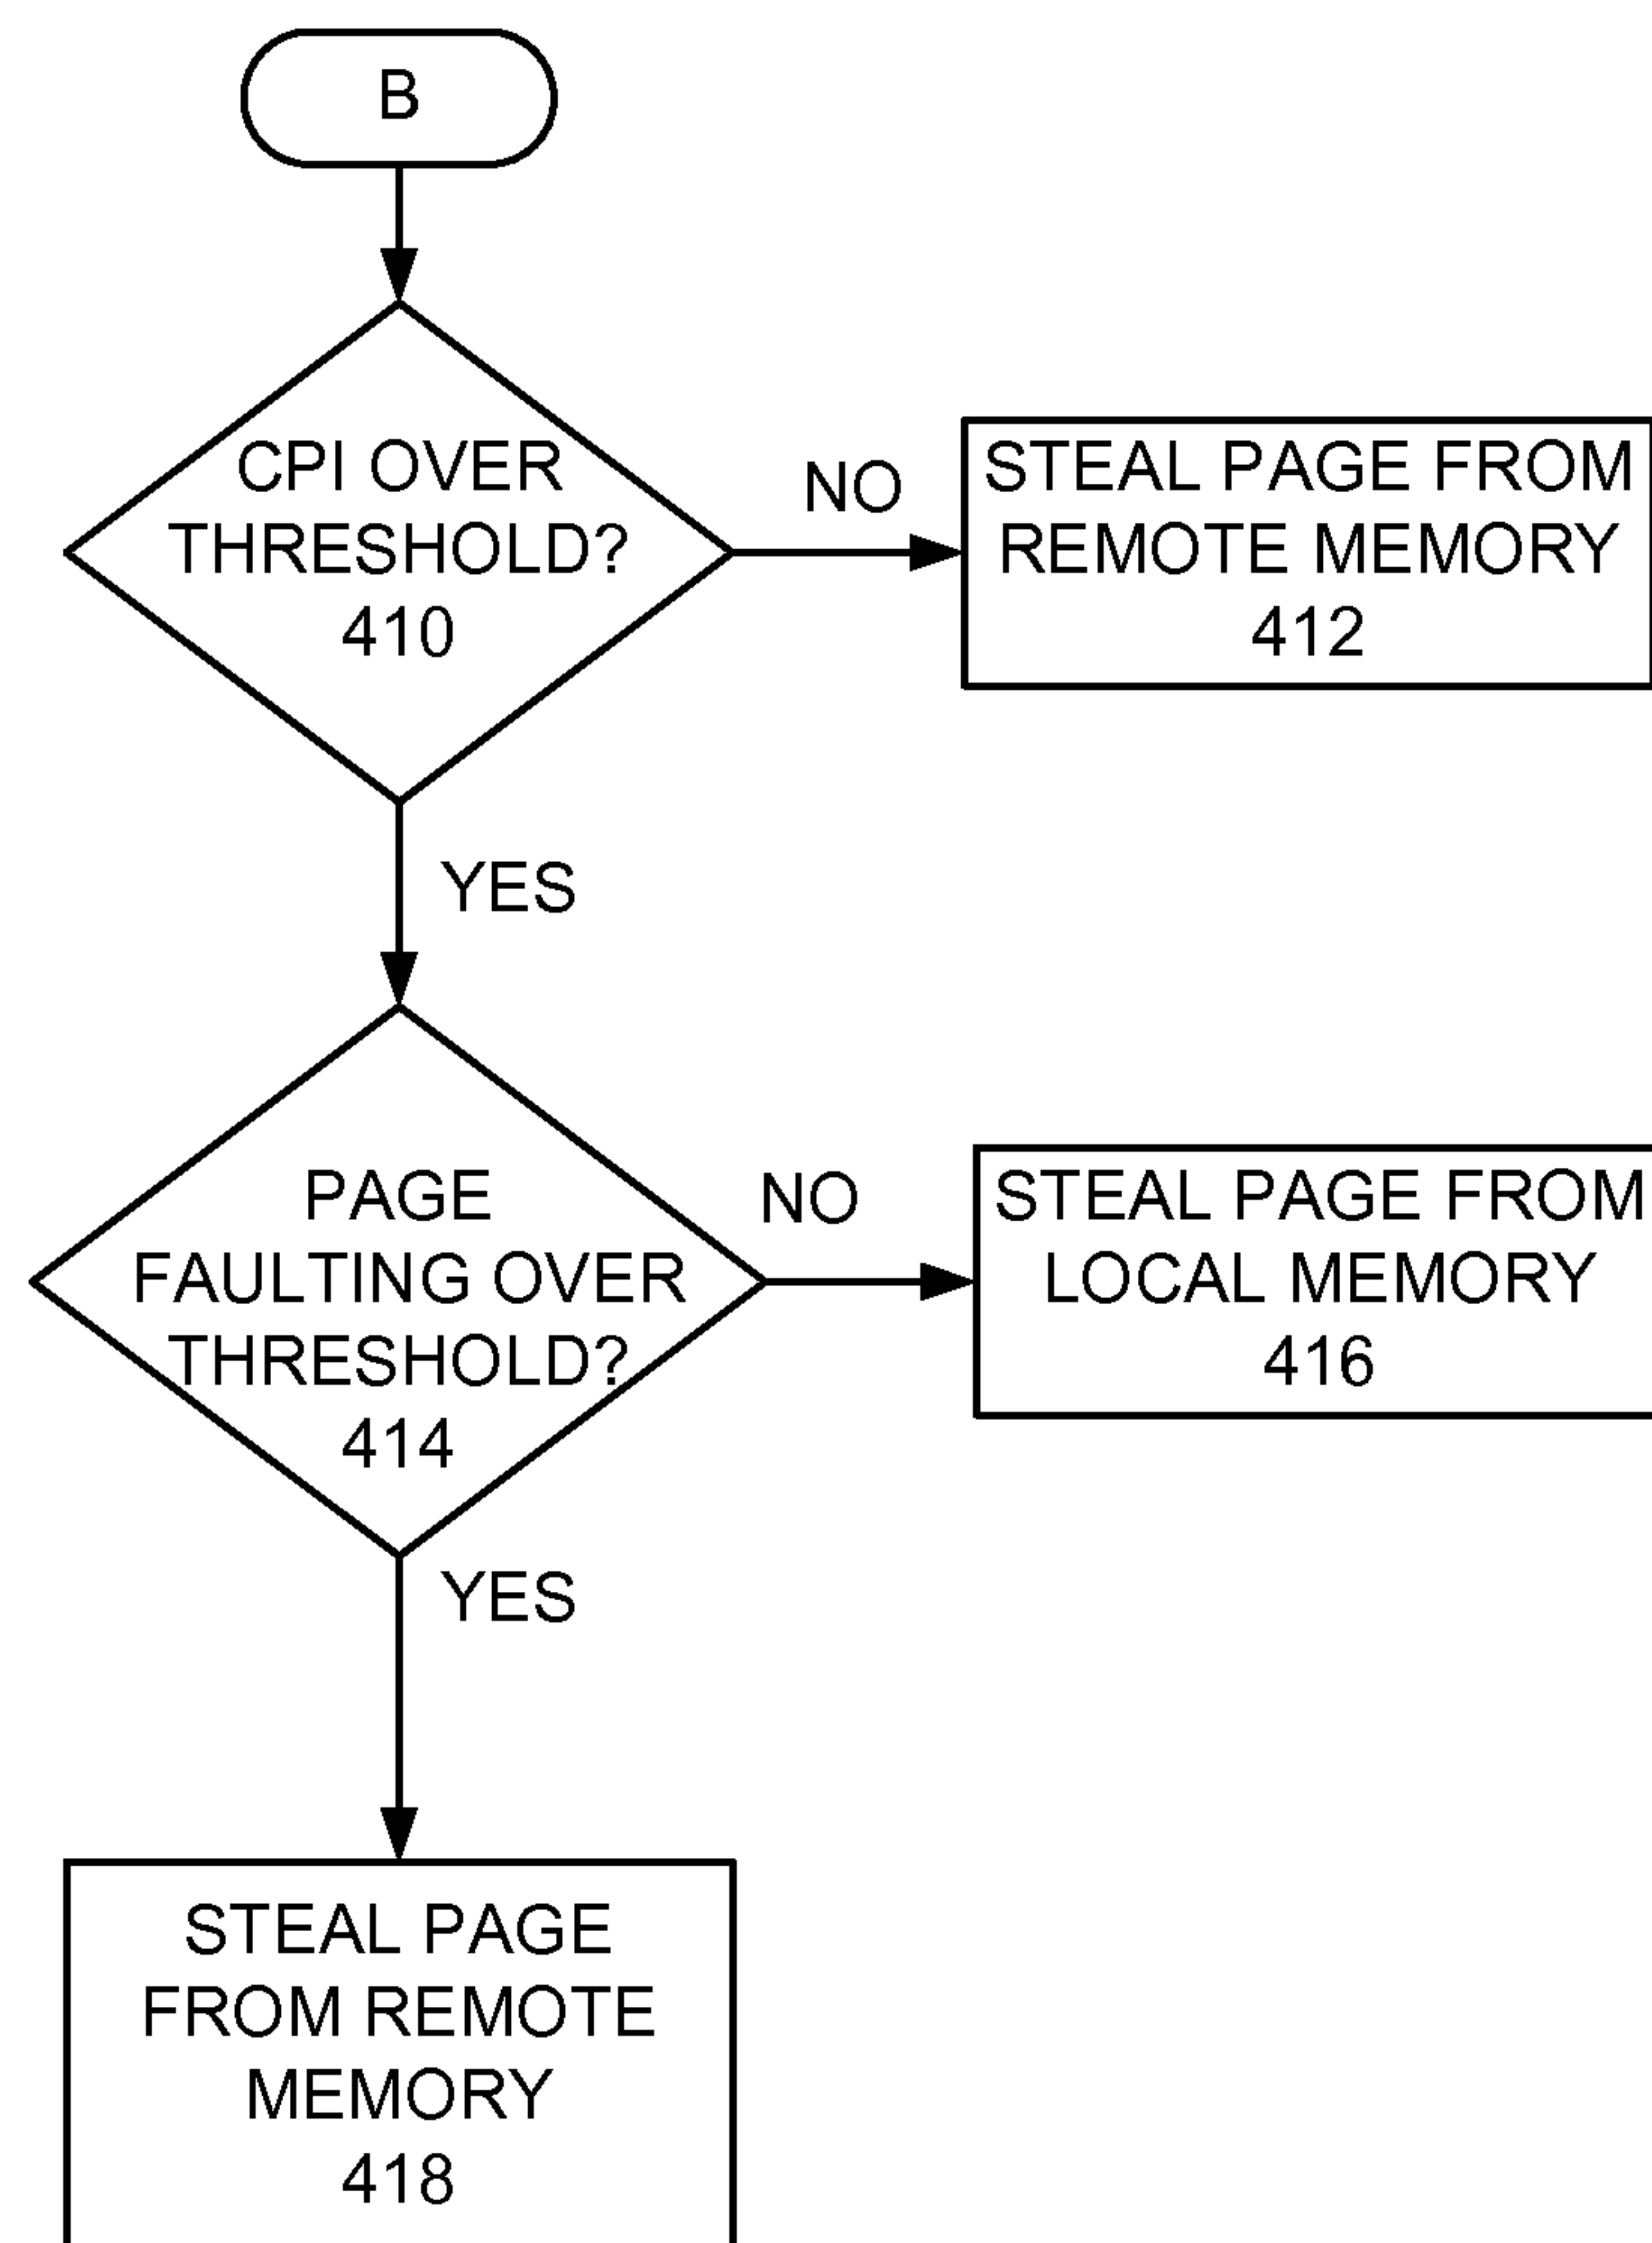 B
CPI OVER
THRESHOLD?
410
NO
STEAL PAGE FROM
REMOTE MEMORY
412
YES
PAGE
FAULTING OVER
THRESHOLD?
414
NO
STEAL PAGE FROM
LOCAL MEMORY
416
YES
STEAL PAGE
FROM REMOTE
MEMORY
418